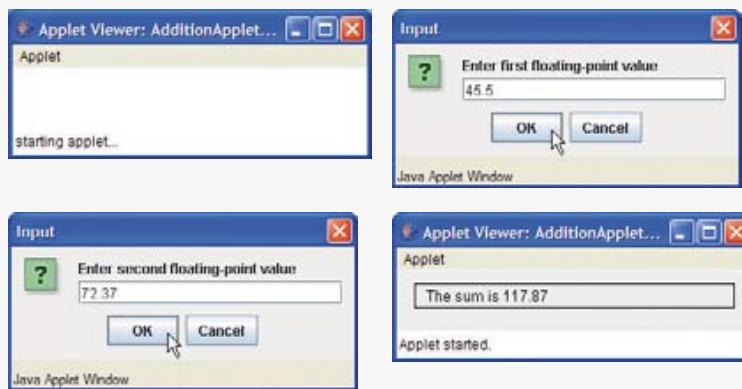 Applet Viewer: AdditionApplet...
Applet
starting applet...
Input
?
Enter first floating-point value
45.5
OK
Cancel
Java Applet Window
Input
?
Enter second floating-point value
72.37
OK
Cancel
Java Applet Window
Applet Viewer: AdditionApplet...
Applet
The sum is 117.87
Applet started.